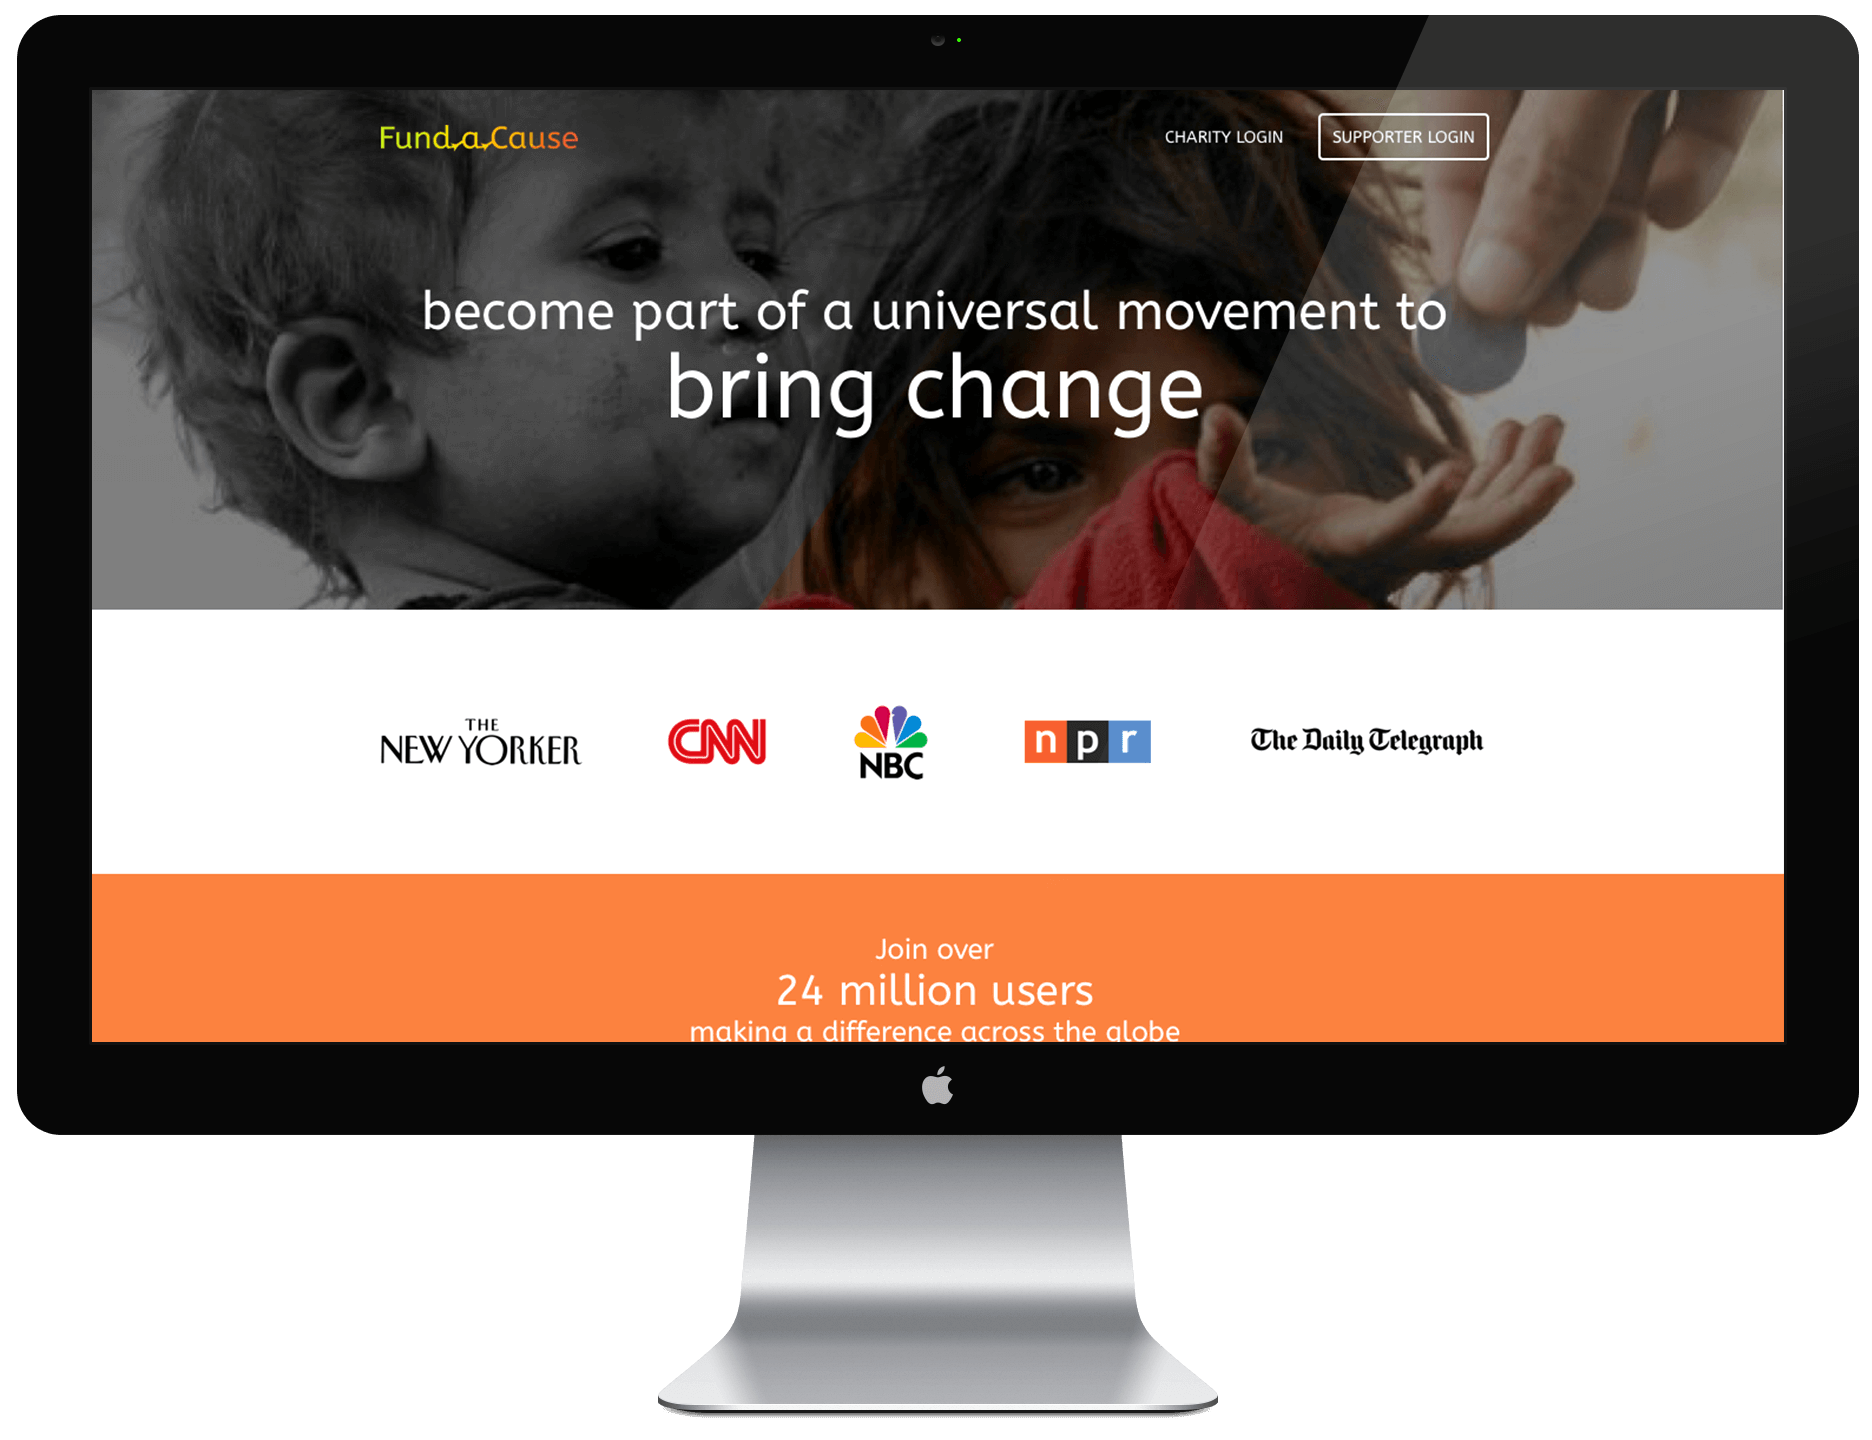 Fund.a.Cause
CHARITY LOGIN
SUPPORTER LOGIN
become part of a universal movement to
bring change
THE
NEW YORKER
CNN
NBC
npr
The Daily Telegraph
Join over
24 million users
making a difference across the globe